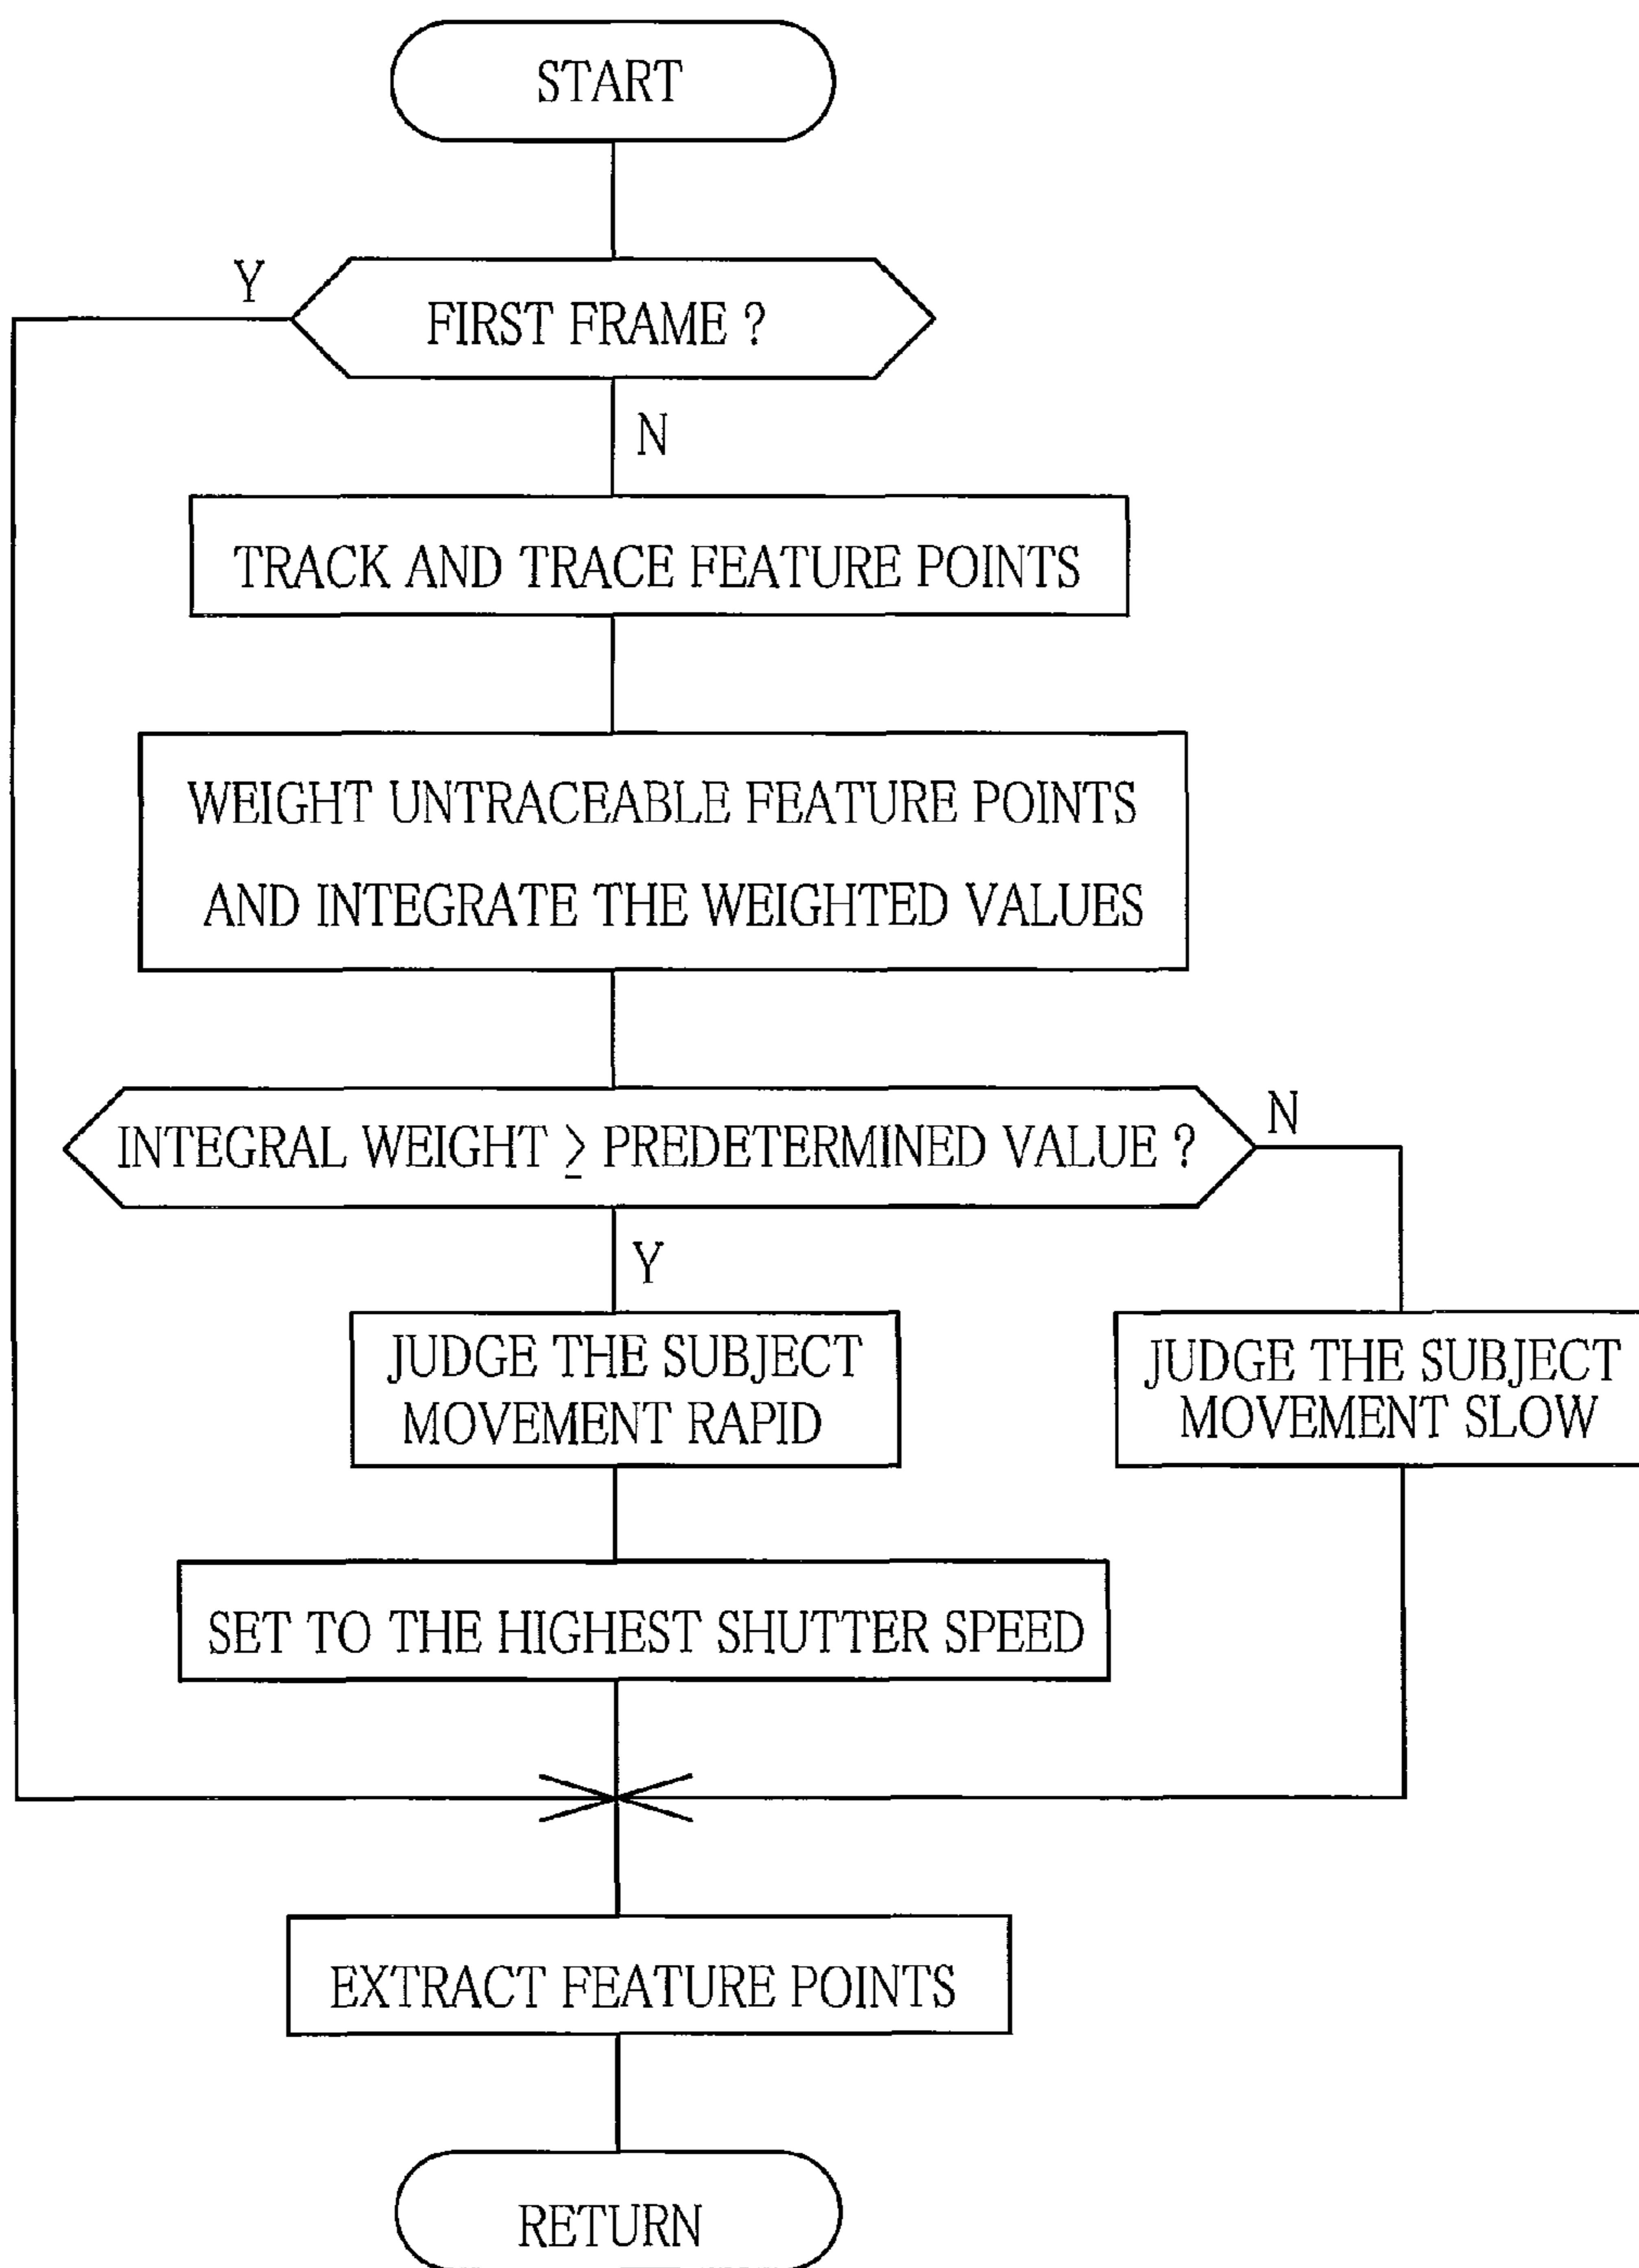 START
Y
FIRST FRAME ?
N
TRACK AND TRACE FEATURE POINTS
WEIGHT UNTRACEABLE FEATURE POINTS
AND INTEGRATE THE WEIGHTED VALUES
INTEGRAL WEIGHT ≥ PREDETERMINED VALUE ?
N
Y
JUDGE THE SUBJECT
MOVEMENT RAPID
JUDGE THE SUBJECT
MOVEMENT SLOW
SET TO THE HIGHEST SHUTTER SPEED
EXTRACT FEATURE POINTS
RETURN